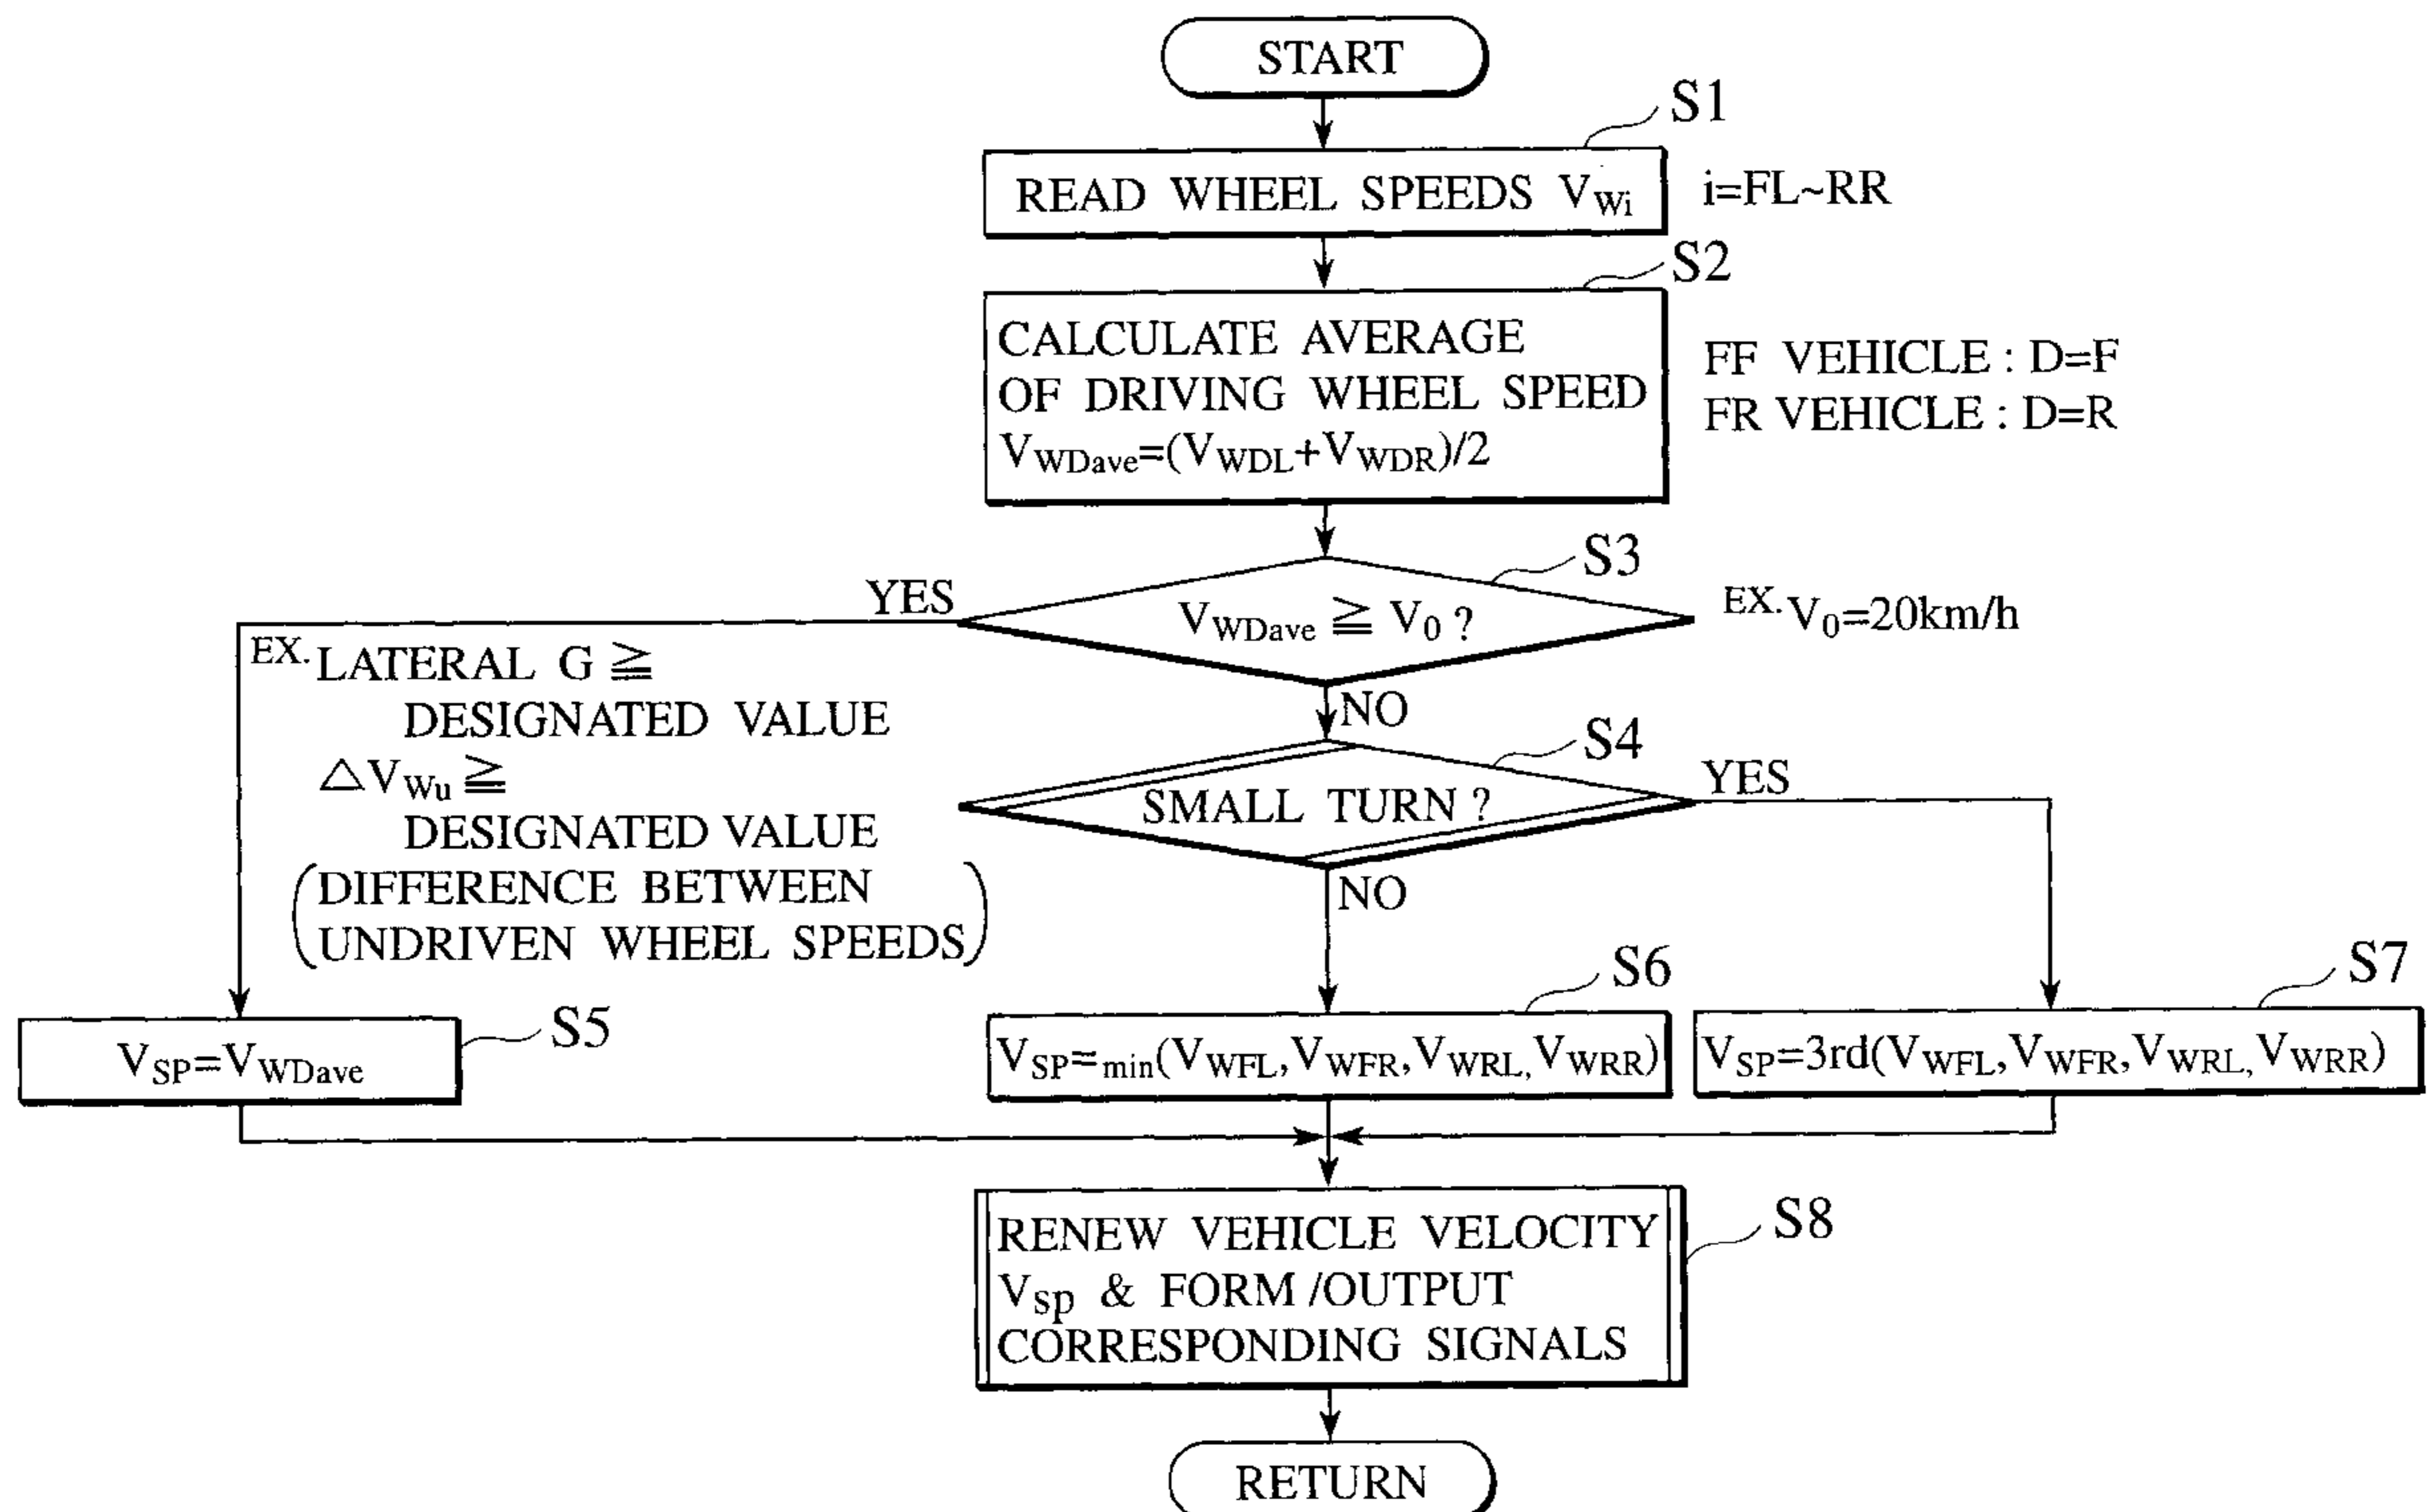 START
S1
READ WHEEL SPEEDS VWi
i=FL~RR
S2
CALCULATE AVERAGE
OF DRIVING WHEEL SPEED
VWDave=(VWDL+VWDR)/2
FF VEHICLE : D=F
FR VEHICLE : D=R
S3
YES
VWDave ≧ V0 ?
EX. V0=20km/h
NO
EX. LATERAL G ≧
DESIGNATED VALUE
△VWu ≧
DESIGNATED VALUE
(DIFFERENCE BETWEEN
UNDRIVEN WHEEL SPEEDS)
S4
SMALL TURN ?
YES
NO
S5
VSP=VWDave
S6
VSP=min(VWFL,VWFR,VWRL,VWRR)
S7
VSP=3rd(VWFL,VWFR,VWRL,VWRR)
S8
RENEW VEHICLE VELOCITY
Vsp & FORM /OUTPUT
CORRESPONDING SIGNALS
RETURN